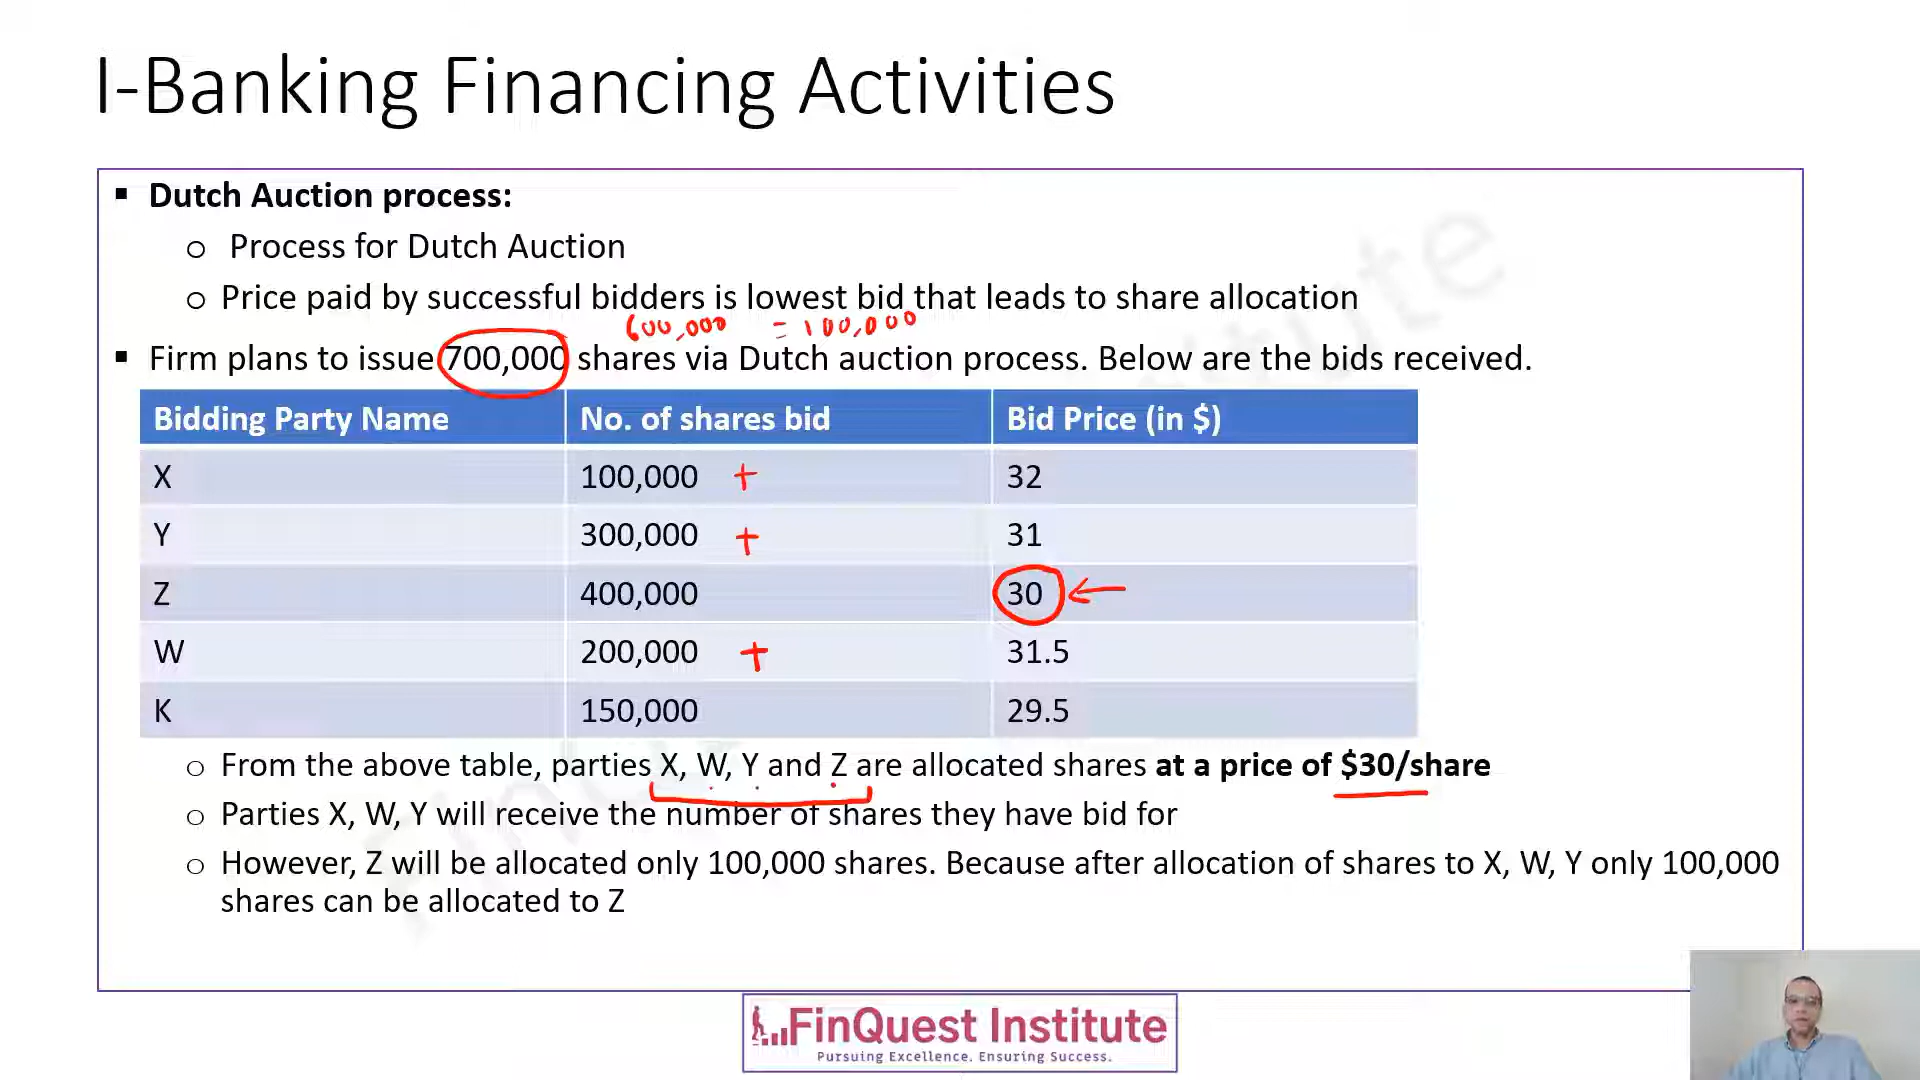 I-Banking Financing Activities
▪ Dutch Auction process:
o Process for Dutch Auction
o Price paid by successful bidders is lowest bid that leads to share allocation
600,000 = 100,000
▪ Firm plans to issue 700,000 shares via Dutch auction process. Below are the bids received.
Bidding Party Name No. of shares bid Bid Price (in $)
X 100,000 + 32
Y 300,000 + 31
Z 400,000 30 ←
W 200,000 + 31.5
K 150,000 29.5
o From the above table, parties X, W, Y and Z are allocated shares at a price of $30/share
o Parties X, W, Y will receive the number of shares they have bid for
o However, Z will be allocated only 100,000 shares. Because after allocation of shares to X, W, Y only 100,000
shares can be allocated to Z
FinQuest Institute
Pursuing Excellence. Ensuring Success.